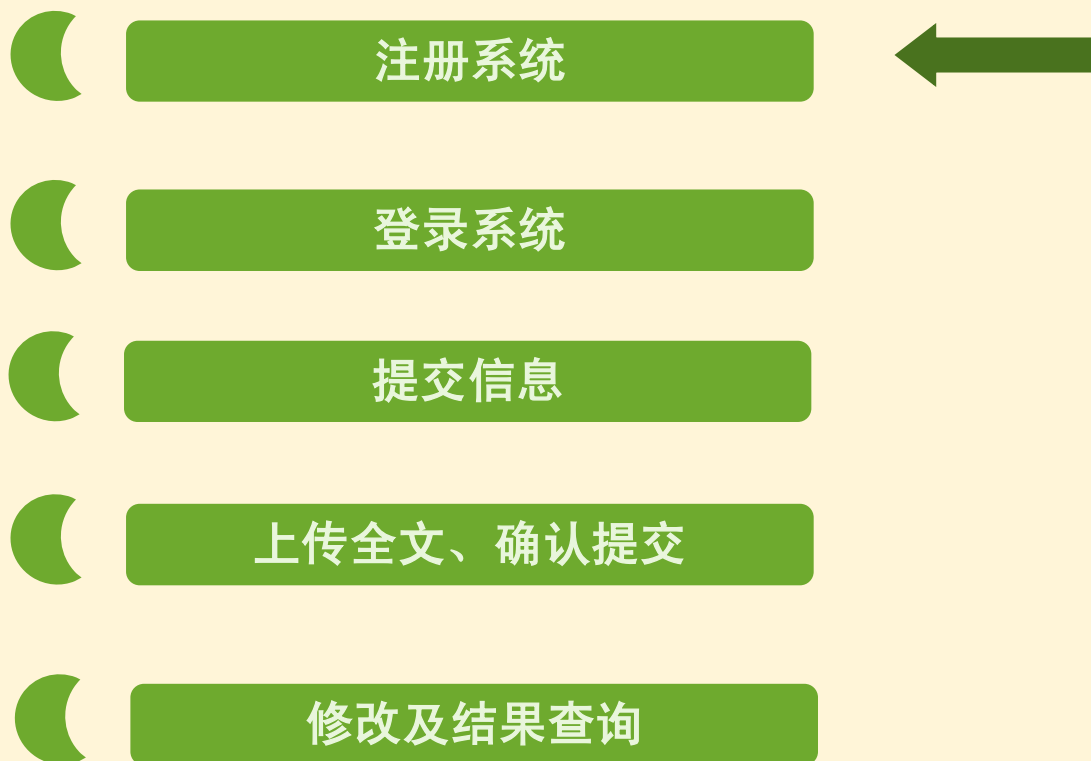 注册系统
登录系统
提交信息
上传全文、确认提交
修改及结果查询